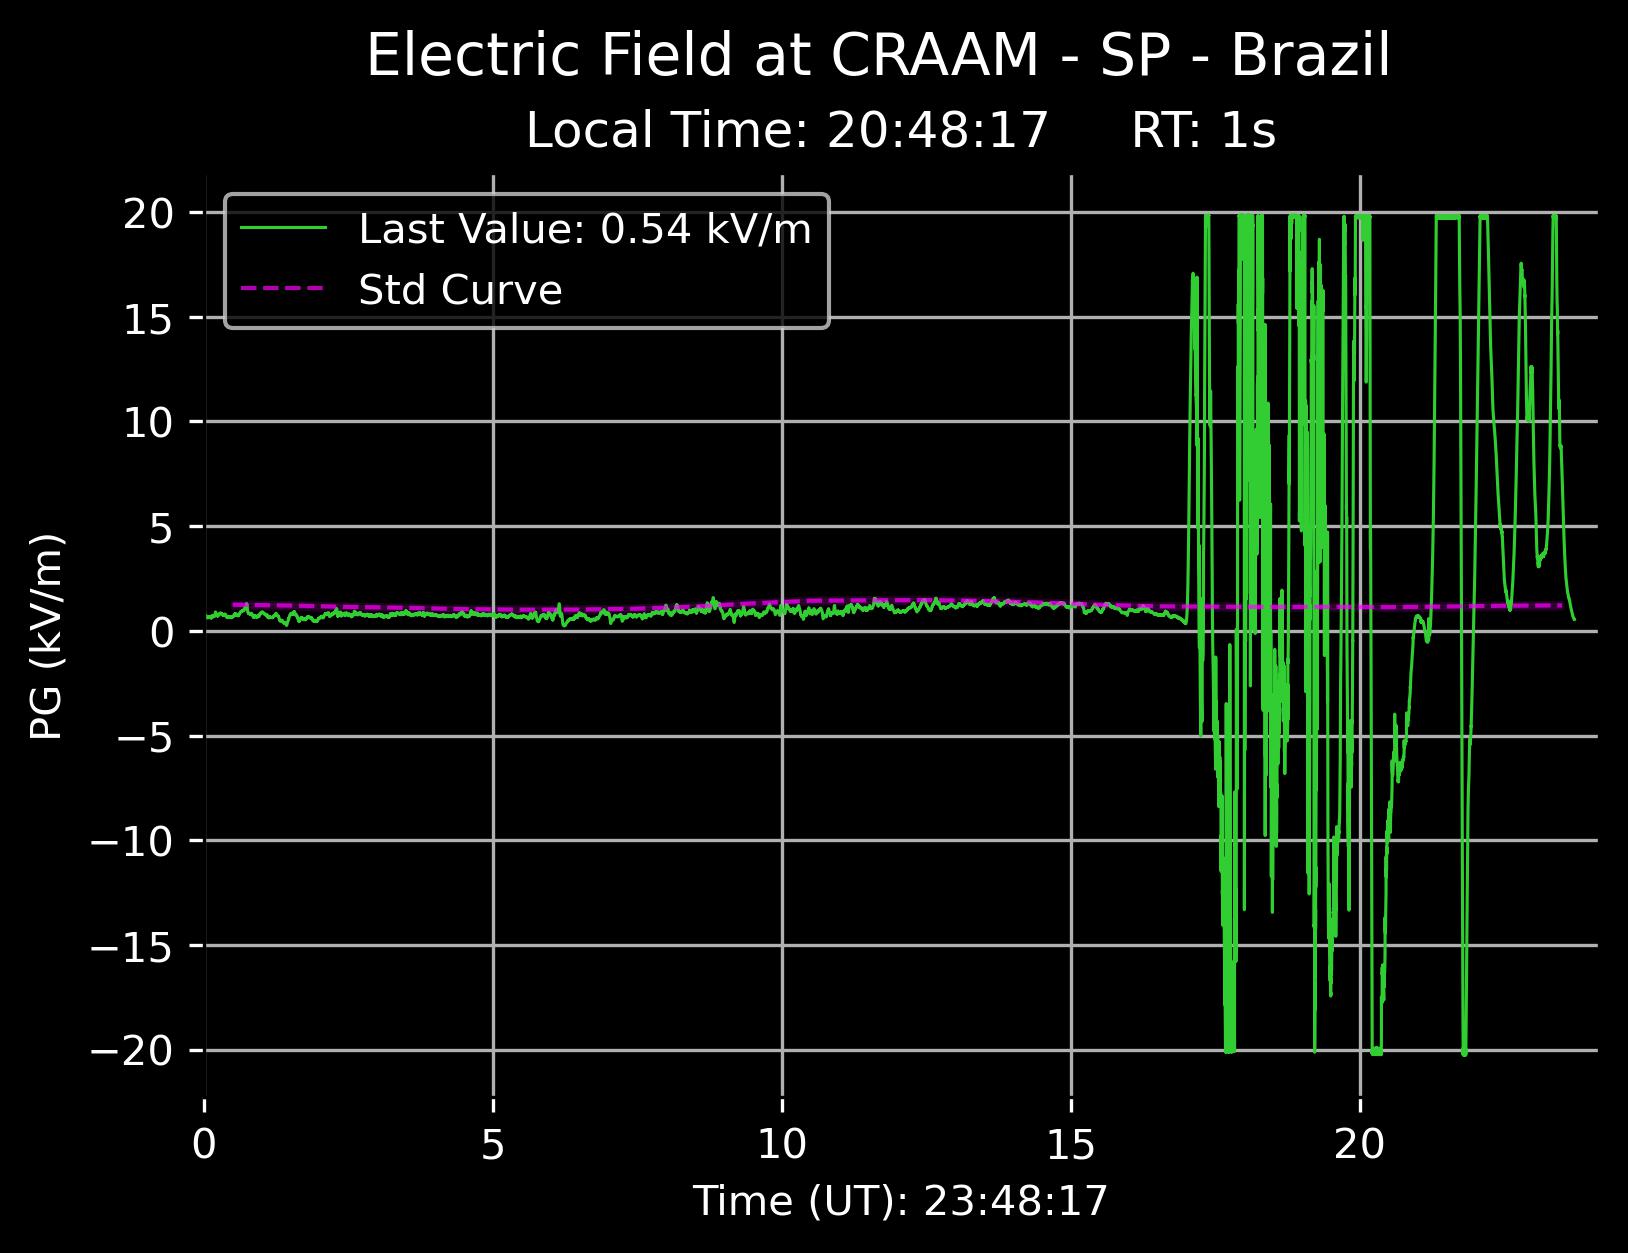 Electric Field at CRAAM - SP - Brazil
Local Time: 20:48:17 RT: 1s
Last Value: 0.54 kV/m
Std Curve
20
15
10
5
0
−5
−10
−15
−20
PG (kV/m)
0 5 10 15 20
Time (UT): 23:48:17